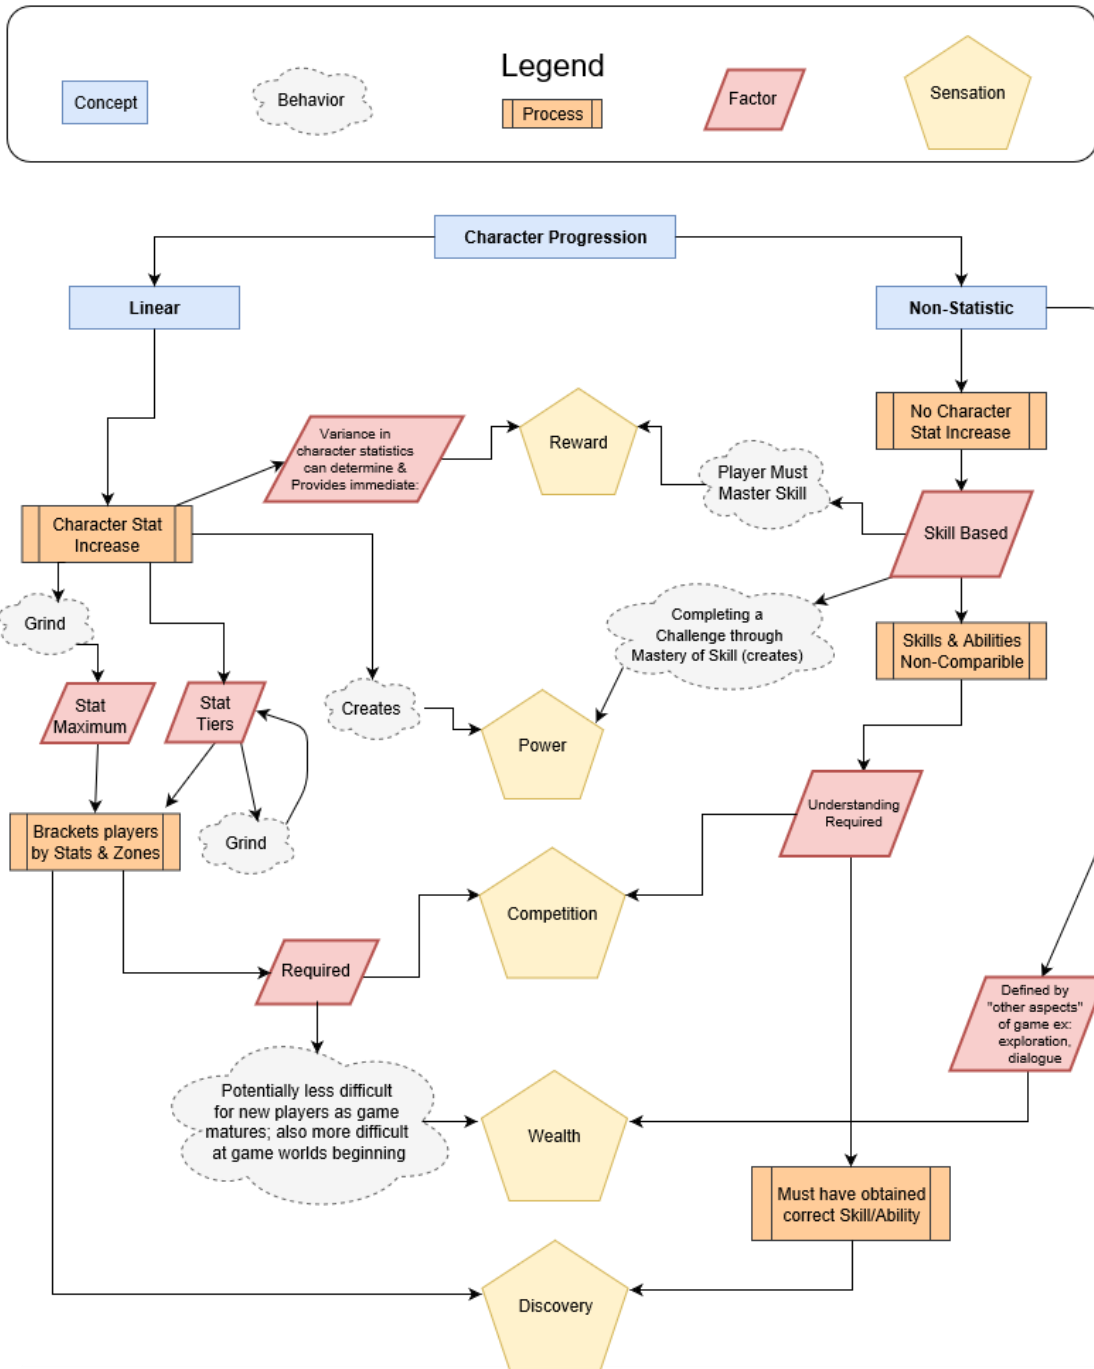 Legend
Concept
Behavior
Process
Factor
Sensation
Character Progression
Linear
Non-Statistic
No Character
Stat Increase
Variance in
character statistics
can determine &
Provides immediate:
Reward
Player Must
Master Skill
Character Stat
Increase
Skill Based
Grind
Completing a
Challenge through
Mastery of Skill (creates)
Skills & Abilities
Non-Comparible
Stat
Maximum
Stat
Tiers
Creates
Power
Understanding
Required
Brackets players
by Stats & Zones
Grind
Competition
Required
Defined by
"other aspects"
of game ex:
exploration,
dialogue
Potentially less difficult
for new players as game
matures; also more difficult
at game worlds beginning
Wealth
Must have obtained
correct Skill/Ability
Discovery